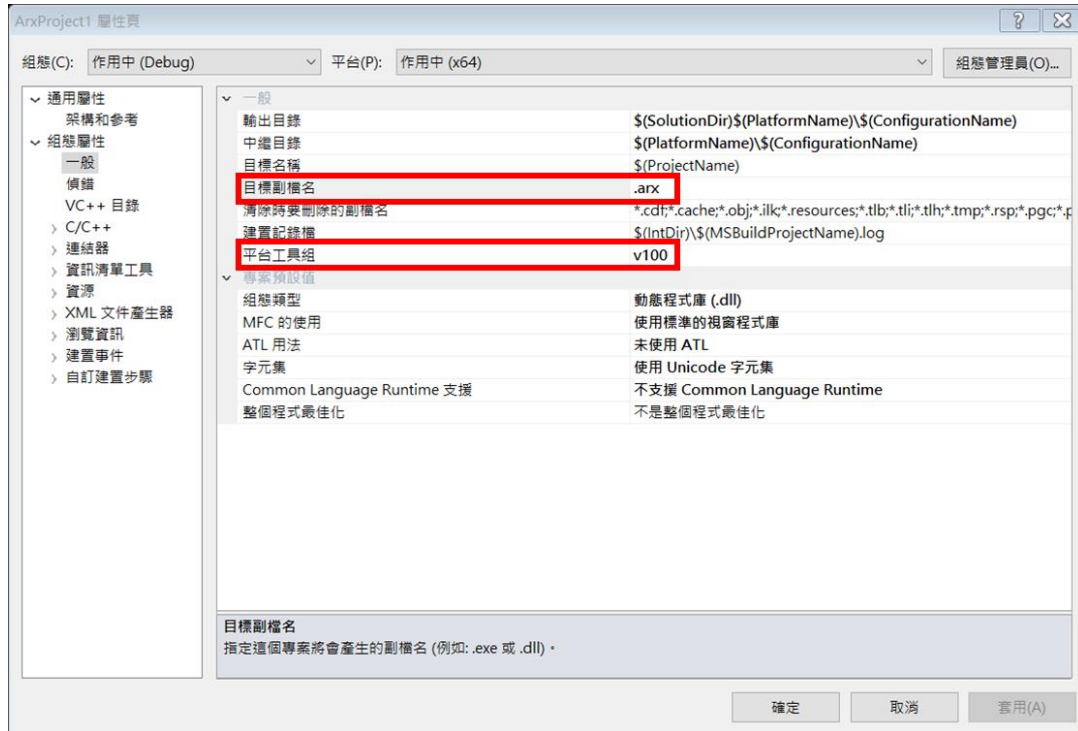 ArxProject1 屬性頁
組態(C): 作用中 (Debug) 平台(P): 作用中 (x64) 組態管理員(O)...
通用屬性
架構和參考
組態屬性
一般
偵錯
VC++ 目錄
C/C++
連結器
資訊清單工具
資源
XML 文件產生器
瀏覽資訊
建置事件
自訂建置步驟
一般
輸出目錄 $(SolutionDir)$(PlatformName)\$(ConfigurationName)
中繼目錄 $(PlatformName)\$(ConfigurationName)
目標名稱 $(ProjectName)
目標副檔名 .arx
清除時要刪除的副檔名 *.cdf;*.cache;*.obj;*.ilk;*.resources;*.tlb;*.tli;*.tlh;*.tmp;*.rsp;*.pgc;*.p
建置記錄檔 $(IntDir)\$(MSBuildProjectName).log
平台工具組 v100
專案預設值
組態類型 動態程式庫 (.dll)
MFC 的使用 使用標準的視窗程式庫
ATL 用法 未使用 ATL
字元集 使用 Unicode 字元集
Common Language Runtime 支援 不支援 Common Language Runtime
整個程式最佳化 不是整個程式最佳化
目標副檔名
指定這個專案將會產生的副檔名 (例如: .exe 或 .dll)。
確定 取消 套用(A)